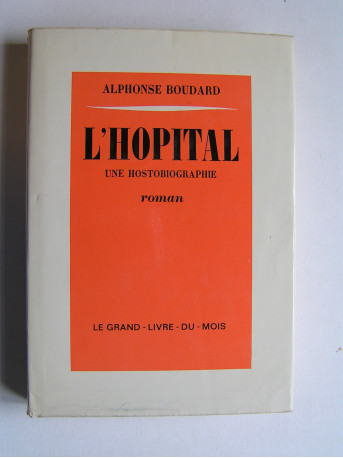 ALPHONSE BOUDARD
L'HOPITAL
UNE HOSTOBIOGRAPHIE
roman
LE GRAND-LIVRE-DU-MOIS